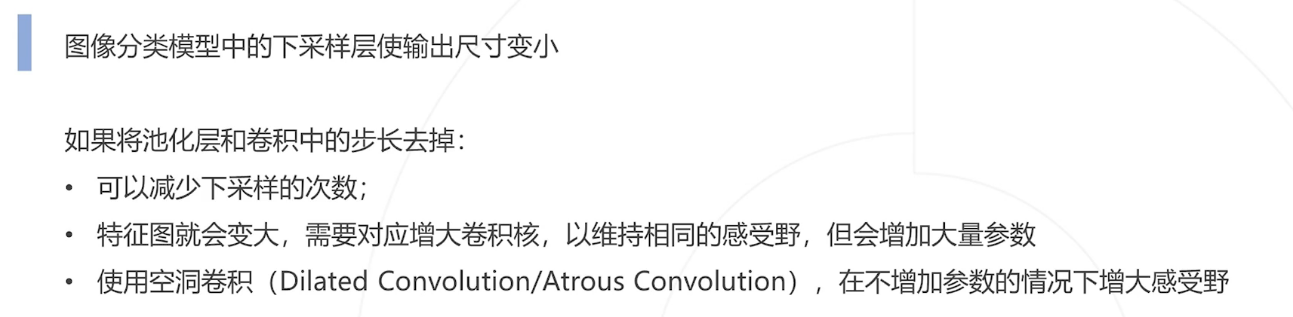 图像分类模型中的下采样层使输出尺寸变小
如果将池化层和卷积中的步长去掉：
• 可以减少下采样的次数；
• 特征图就会变大，需要对应增大卷积核，以维持相同的感受野，但会增加大量参数
• 使用空洞卷积（Dilated Convolution/Atrous Convolution），在不增加参数的情况下增大感受野